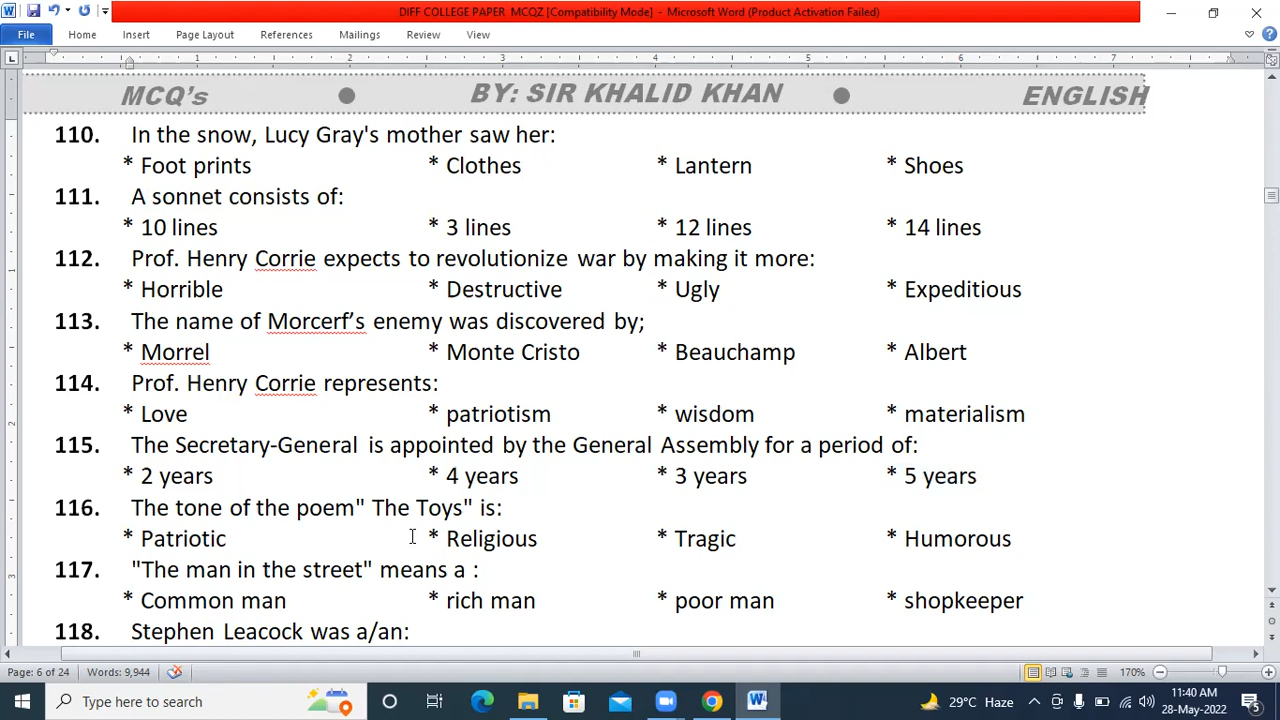 DIFF COLLEGE PAPER MCQZ [Compatibility Mode] - Microsoft Word (Product Activation Failed)
File Home Insert Page Layout References Mailings Review View
1 2 3 4 5 6 7
MCQ's ● BY: SIR KHALID KHAN ● ENGLISH
110. In the snow, Lucy Gray's mother saw her:
* Foot prints * Clothes * Lantern * Shoes
111. A sonnet consists of:
* 10 lines * 3 lines * 12 lines * 14 lines
112. Prof. Henry Corrie expects to revolutionize war by making it more:
* Horrible * Destructive * Ugly * Expeditious
113. The name of Morcerf’s enemy was discovered by;
* Morrel * Monte Cristo * Beauchamp * Albert
114. Prof. Henry Corrie represents:
* Love * patriotism * wisdom * materialism
115. The Secretary-General is appointed by the General Assembly for a period of:
* 2 years * 4 years * 3 years * 5 years
116. The tone of the poem" The Toys" is:
* Patriotic * Religious * Tragic * Humorous
117. "The man in the street" means a :
* Common man * rich man * poor man * shopkeeper
118. Stephen Leacock was a/an:
Page: 6 of 24 Words: 9,944 170%
Type here to search 29°C Haze 11:40 AM
28-May-2022 5